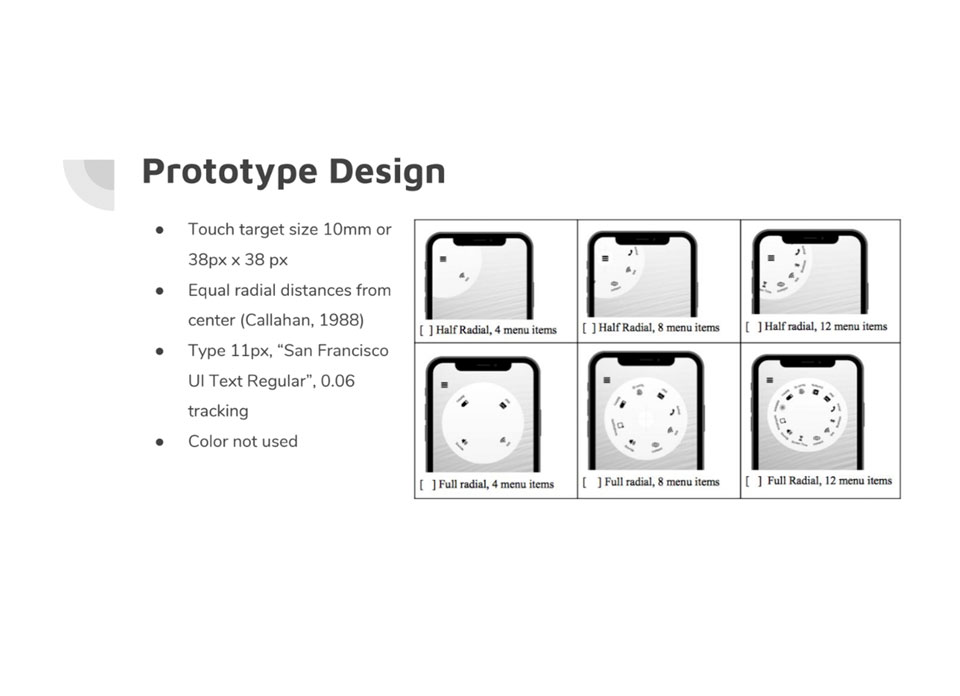 Prototype Design
● Touch target size 10mm or
38px x 38 px
● Equal radial distances from
center (Callahan, 1988)
● Type 11px, “San Francisco
UI Text Regular”, 0.06
tracking
● Color not used
[ ] Half Radial, 4 menu items
[ ] Half Radial, 8 menu items
[ ] Half radial, 12 menu items
[ ] Full radial, 4 menu items
[ ] Full radial, 8 menu items
[ ] Full Radial, 12 menu items